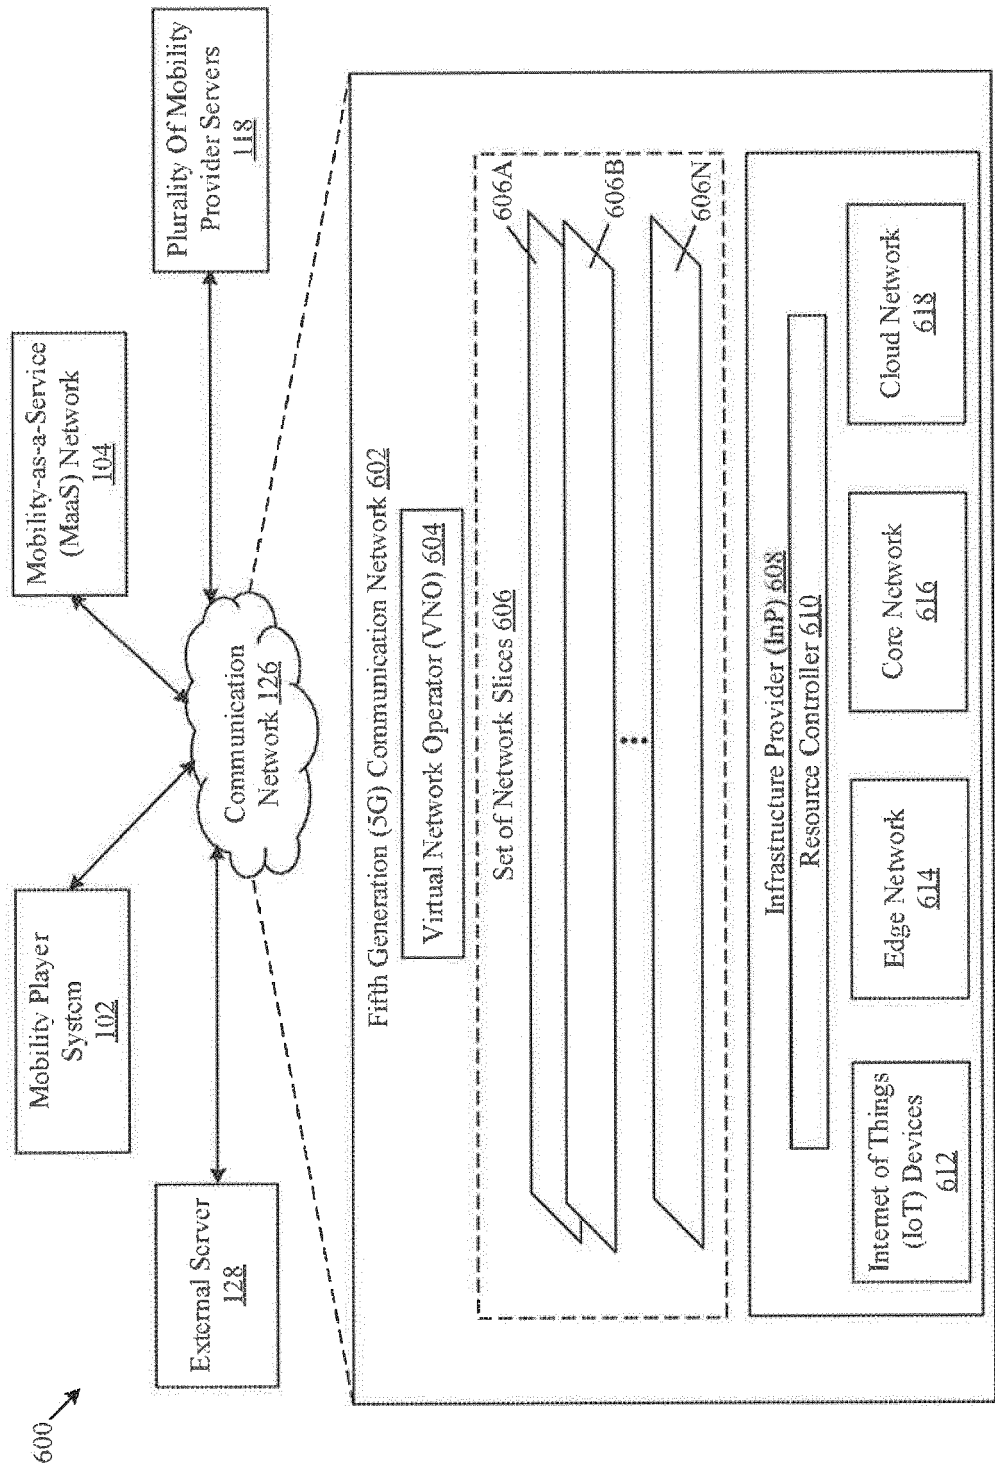 600
Mobility Player
System
102
Mobility-as-a-Service
(MaaS) Network
104
External Server
128
Communication
Network 126
Plurality Of Mobility
Provider Servers
118
Fifth Generation (5G) Communication Network 602
Virtual Network Operator (VNO) 604
Set of Network Slices 606
606A
606B
606N
Infrastructure Provider (InP) 608
Resource Controller 610
Internet of Things
(IoT) Devices
612
Edge Network
614
Core Network
616
Cloud Network
618